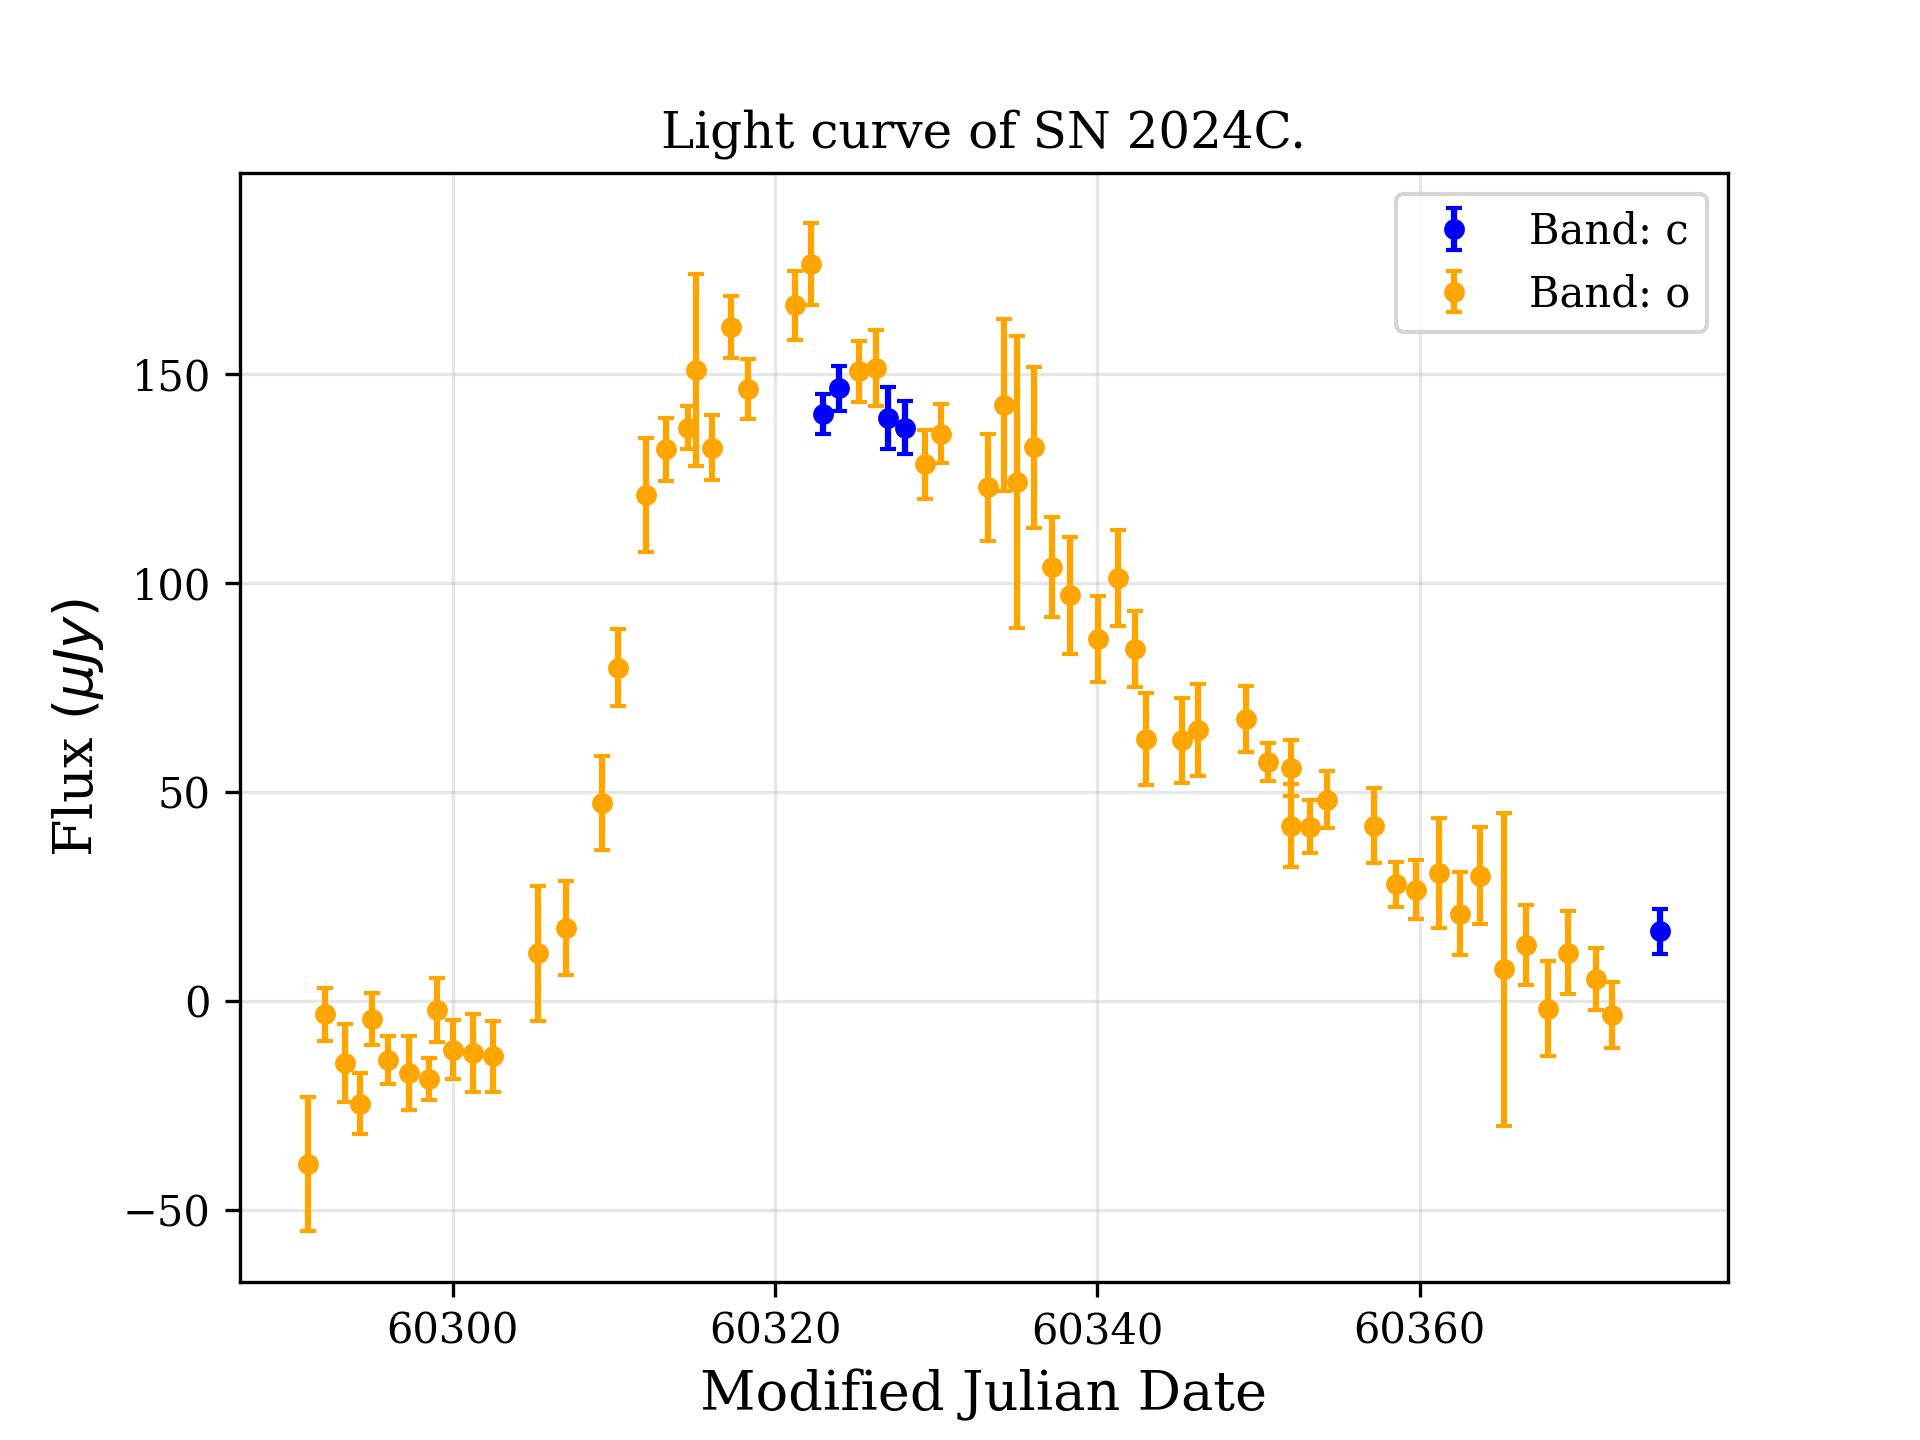 Light curve of SN 2024C.
Band: c
Band: o
150
100
50
0
−50
Flux (μJy)
60300
60320
60340
60360
Modified Julian Date